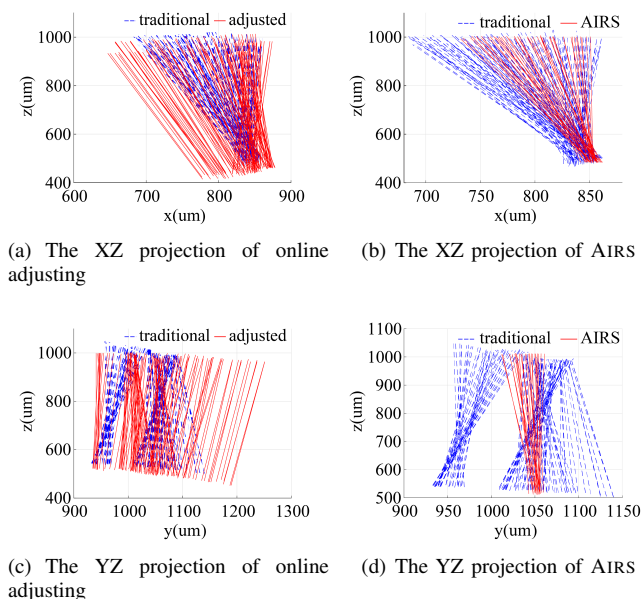 traditional adjusted
1000
800
600
400
z(um)
600 700 800 900
x(um)
traditional AIRS
1000
800
600
400
z(um)
700 750 800 850
x(um)
(a) The XZ projection of online
adjusting
(b) The XZ projection of AIRS
traditional adjusted
1000
800
600
400
z(um)
900 1000 1100 1200 1300
y(um)
traditional AIRS
1100
1000
900
800
700
600
500
z(um)
900 950 1000 1050 1100 1150
y(um)
(c) The YZ projection of online
adjusting
(d) The YZ projection of AIRS